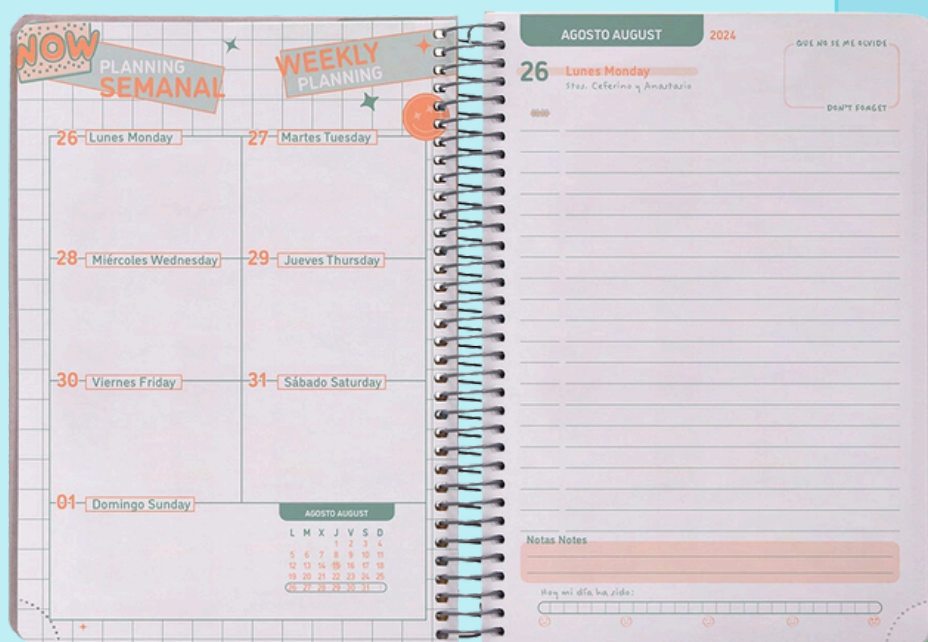 NOW
PLANNING
SEMANAL
WEEKLY
PLANNING
26 Lunes Monday
27 Martes Tuesday
28 Miércoles Wednesday
29 Jueves Thursday
30 Viernes Friday
31 Sábado Saturday
01 Domingo Sunday
AGOSTO AUGUST
L M X J V S D
1 2 3 4
5 6 7 8 9 10 11
12 13 14 15 16 17 18
19 20 21 22 23 24 25
26 27 28 29 30 31
AGOSTO AUGUST 2024
QUE NO SE ME OLVIDE
26 Lunes Monday
Stos. Ceferino y Anastasio
DON'T FORGET
Notas Notes
Hoy mi día ha sido: